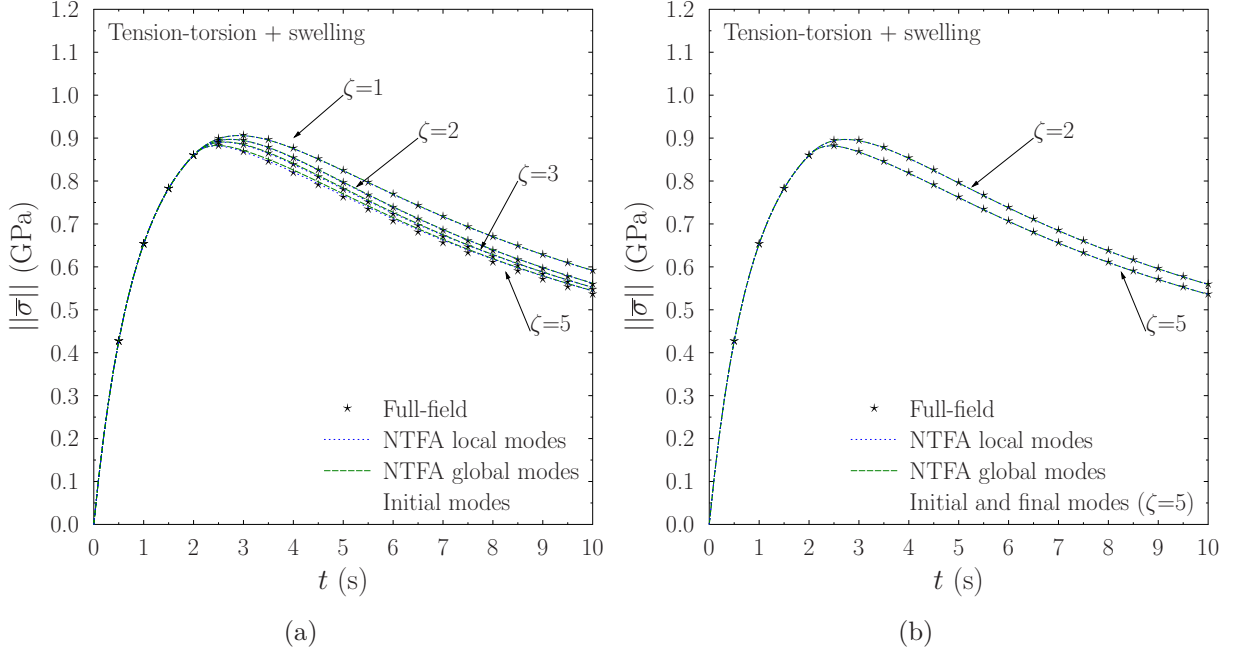 Tension-torsion + swelling
1.2
1.1
1.0
0.9
0.8
0.7
0.6
0.5
0.4
0.3
0.2
0.1
0.0
||σ̅|| (GPa)
ζ=1
ζ=2
ζ=3
ζ=5
Full-field
NTFA local modes
NTFA global modes
Initial modes
0 1 2 3 4 5 6 7 8 9 10
t (s)
(a)
Tension-torsion + swelling
1.2
1.1
1.0
0.9
0.8
0.7
0.6
0.5
0.4
0.3
0.2
0.1
0.0
||σ̅|| (GPa)
ζ=2
ζ=5
Full-field
NTFA local modes
NTFA global modes
Initial and final modes (ζ=5)
0 1 2 3 4 5 6 7 8 9 10
t (s)
(b)